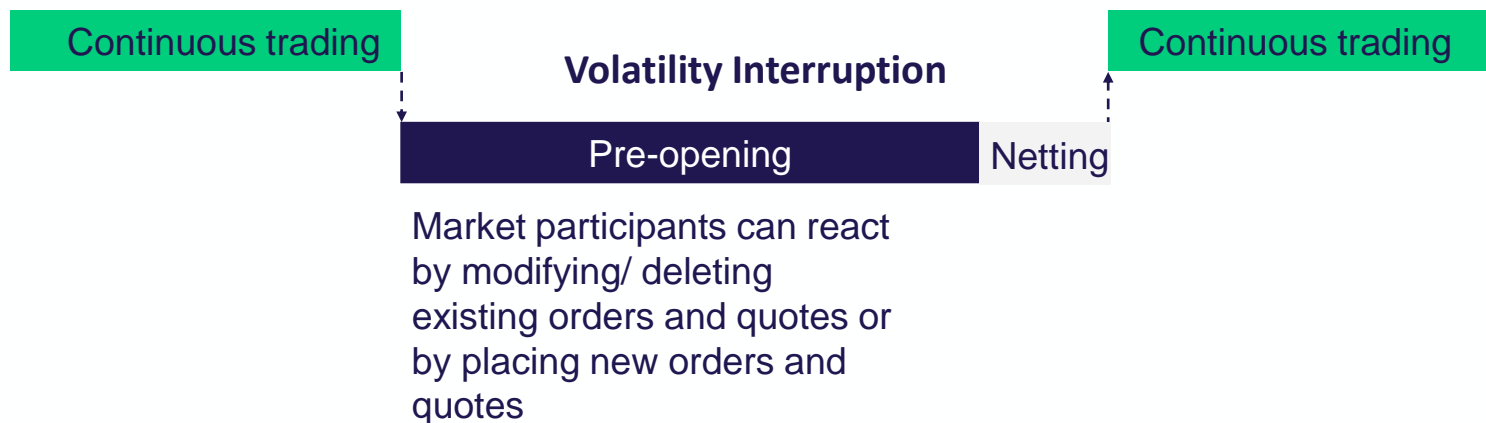 Continuous trading
Volatility Interruption
Continuous trading
Pre-opening
Netting
Market participants can react
by modifying/ deleting
existing orders and quotes or
by placing new orders and
quotes